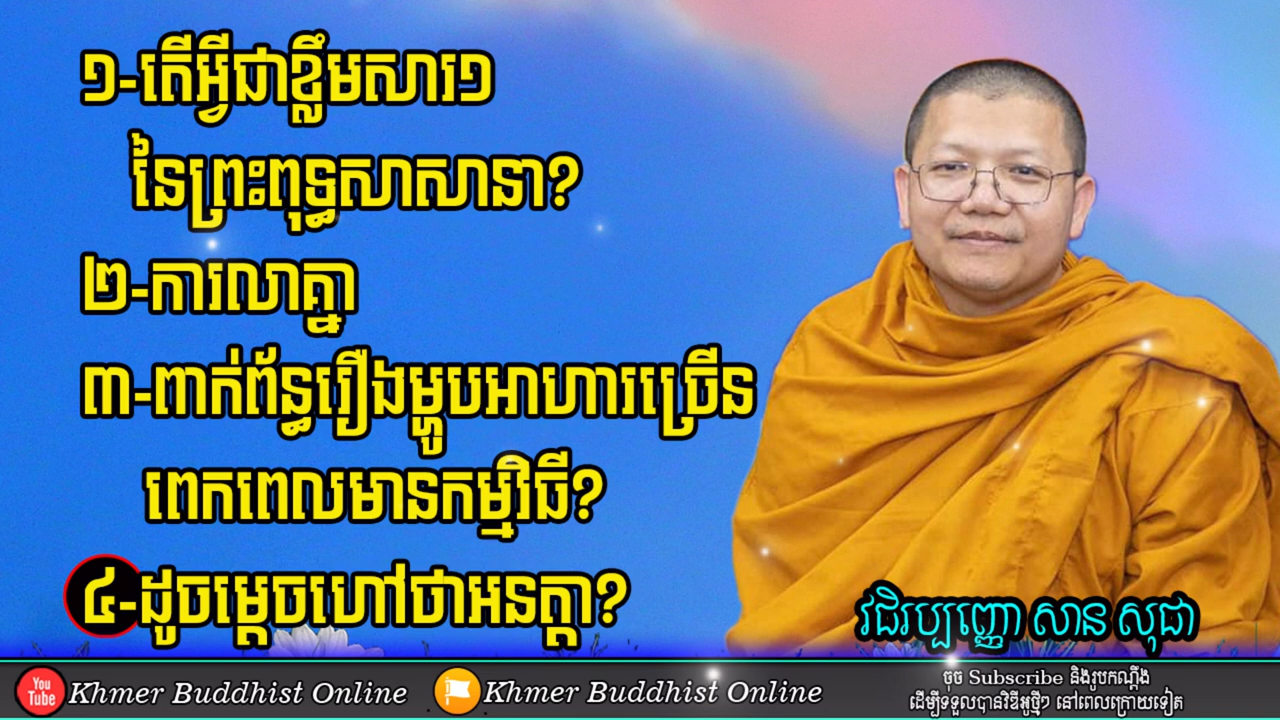 ១-តើអ្វីជាខ្លឹមសារ១
នៃព្រះពុទ្ធសាសានា?
២-ការលាគ្នា
៣-ពាក់ព័ន្ធរឿងម្ហូបអាហារច្រើន
ពេកពេលមានកម្មវិធី?
៤-ដូចម្ដេចហៅថាអនត្តា?
វជិរប្បញ្ញោ សាន សុជា
You Tube Khmer Buddhist Online Khmer Buddhist Online
ចុច Subscribe និងរូបកណ្ដឹង
ដើម្បីទទួលបានវិឌីអូថ្មីៗ នៅពេលក្រោយទៀត